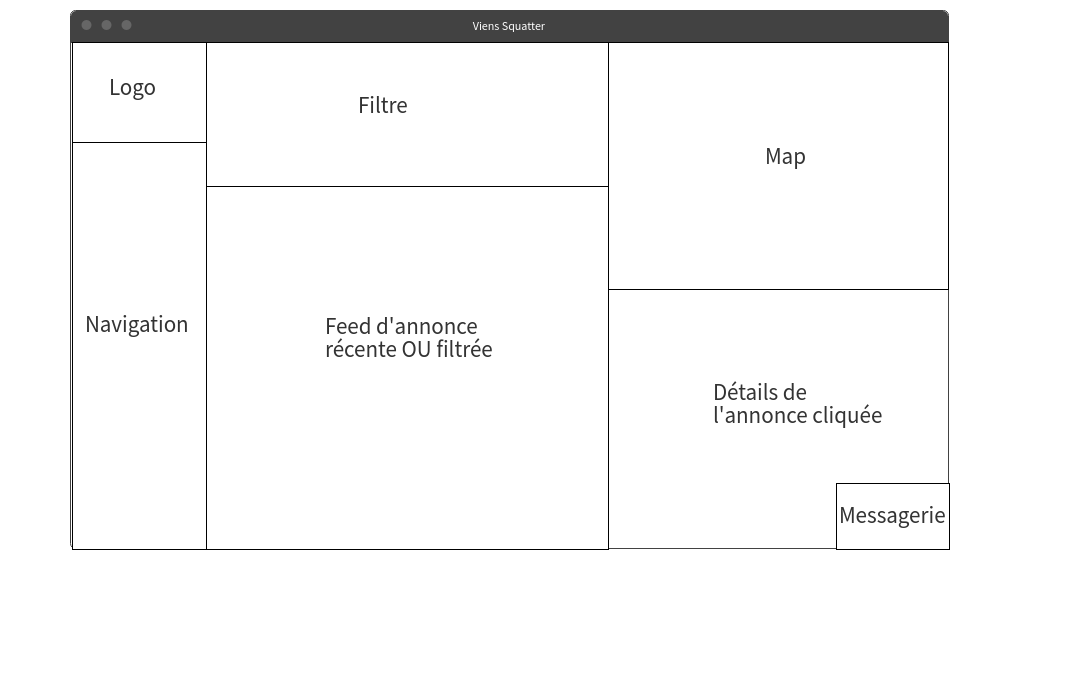 Viens Squatter
Logo
Filtre
Map
Navigation
Feed d'annonce
récente OU filtrée
Détails de
l'annonce cliquée
Messagerie